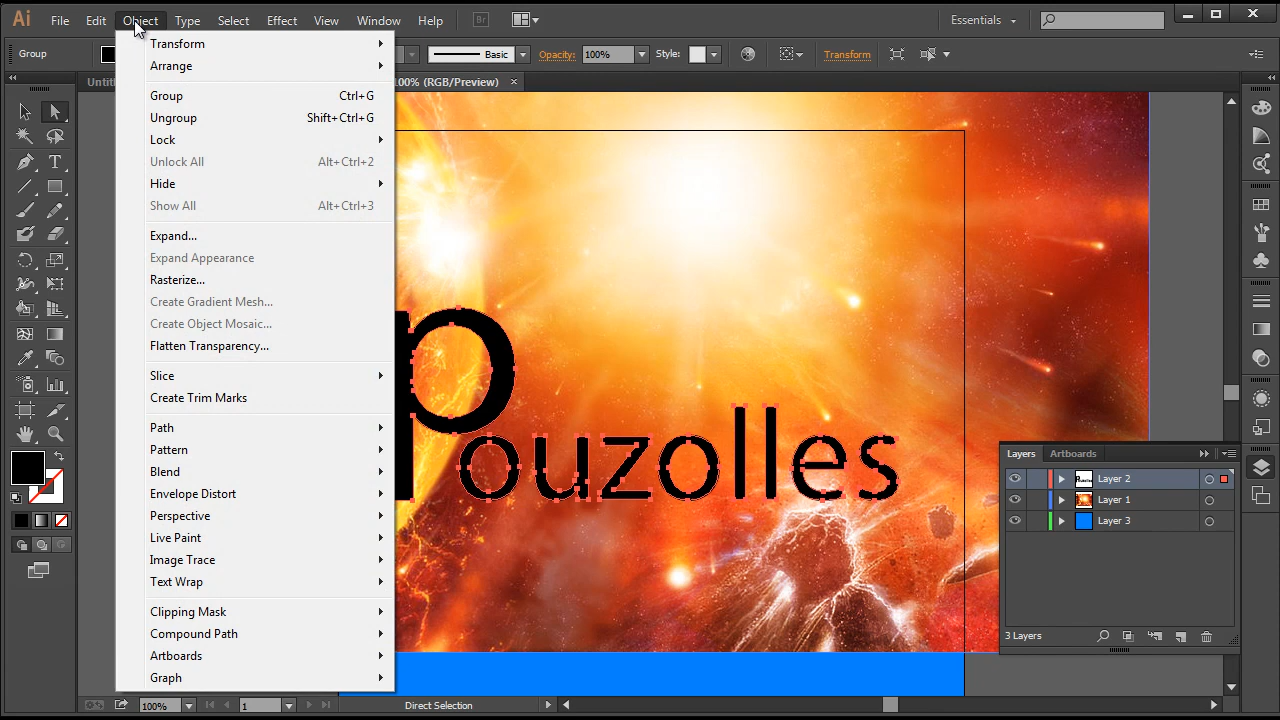 Ai File Edit Object Type Select Effect View Window Help Br Essentials
Group Basic Opacity: 100% Style: Transform
Untit 100% (RGB/Preview)
Transform
Arrange
Group Ctrl+G
Ungroup Shift+Ctrl+G
Lock
Unlock All Alt+Ctrl+2
Hide
Show All Alt+Ctrl+3
Expand...
Expand Appearance
Rasterize...
Create Gradient Mesh...
Create Object Mosaic...
Flatten Transparency...
Slice
Create Trim Marks
Path
Pattern
Blend
Envelope Distort
Perspective
Live Paint
Image Trace
Text Wrap
Clipping Mask
Compound Path
Artboards
Graph
p
ouzolles
Layers Artboards
Layer 2
Layer 1
Layer 3
3 Layers
100% 1 Direct Selection